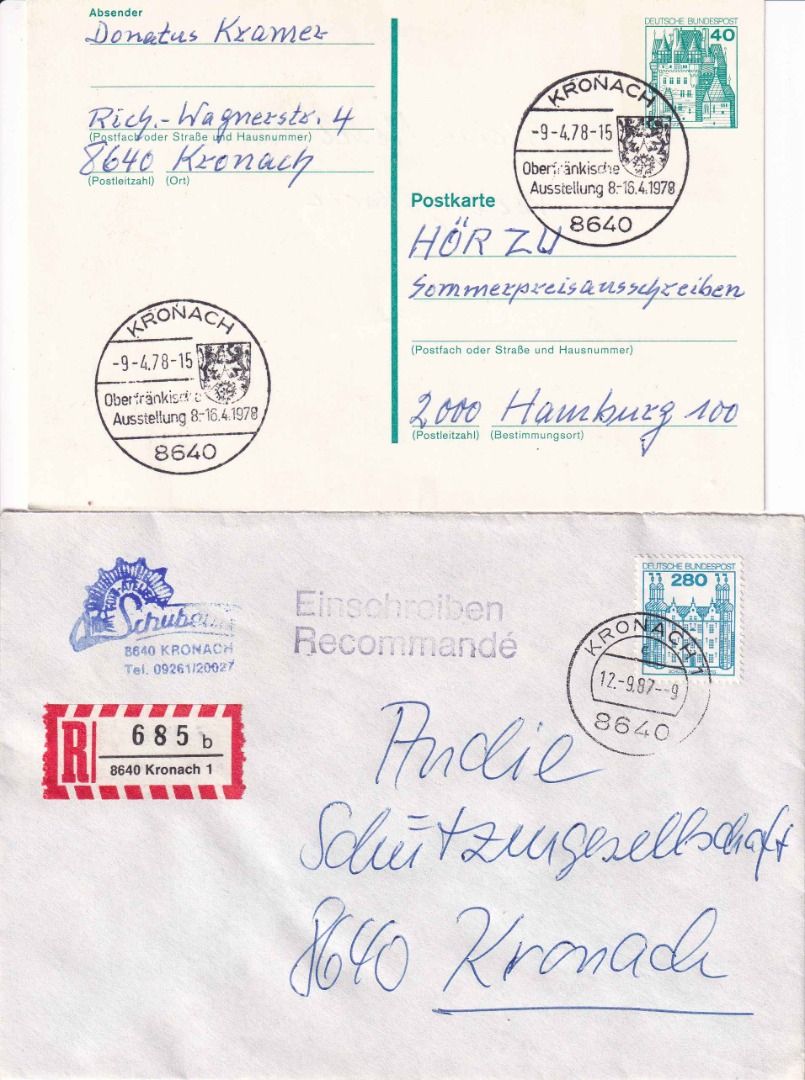 Absender
Donatus Kramer
Rich.-Wagnerstr. 4
(Postfach oder Straße und Hausnummer)
8640 Kronach
(Postleitzahl) (Ort)
DEUTSCHE BUNDESPOST
40
KRONACH
-9-4.78-15
Oberfränkische
Ausstellung 8.-16.4.1978
8640
Postkarte
HÖR ZU
Sommerpreisausschreiben
(Postfach oder Straße und Hausnummer)
2000 Hamburg 100
(Postleitzahl) (Bestimmungsort)
KRONACH
-9-4.78-15
Oberfränkische
Ausstellung 8.-16.4.1978
8640
8640 KRONACH
Tel. 09261/20027
Einschreiben
Recommandé
DEUTSCHE BUNDESPOST
280
KRONACH 1
c
12.-9.87--9
8640
R
685 b
8640 Kronach 1
An die
Schützengesellschaft
8640 Kronach